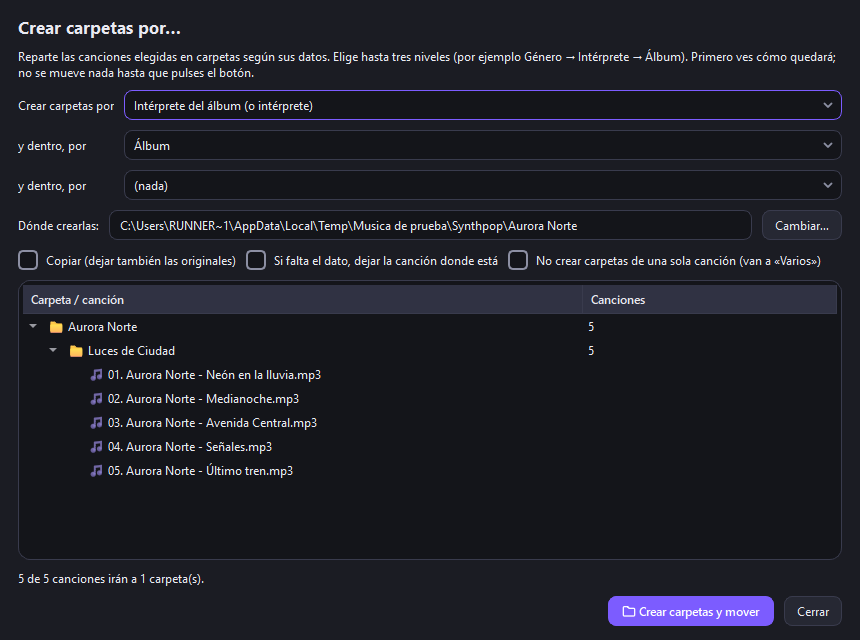 Crear carpetas por...
Reparte las canciones elegidas en carpetas según sus datos. Elige hasta tres niveles (por ejemplo Género → Intérprete → Álbum). Primero ves cómo quedará;
no se mueve nada hasta que pulses el botón.
Crear carpetas por Intérprete del álbum (o intérprete)
y dentro, por Álbum
y dentro, por (nada)
Dónde crearlas: C:\Users\RUNNER~1\AppData\Local\Temp\Musica de prueba\Synthpop\Aurora Norte Cambiar...
Copiar (dejar también las originales) Si falta el dato, dejar la canción donde está No crear carpetas de una sola canción (van a «Varios»)
Carpeta / canción Canciones
Aurora Norte 5
Luces de Ciudad 5
01. Aurora Norte - Neón en la lluvia.mp3
02. Aurora Norte - Medianoche.mp3
03. Aurora Norte - Avenida Central.mp3
04. Aurora Norte - Señales.mp3
05. Aurora Norte - Último tren.mp3
5 de 5 canciones irán a 1 carpeta(s).
Crear carpetas y mover Cerrar